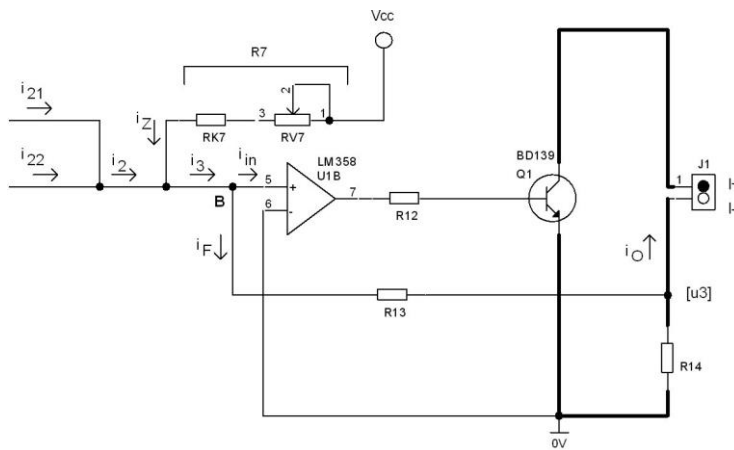 Vcc
R7
i21
2
iZ
3
1
RK7
RV7
i22
i2
i3
iin
LM358
U1B
BD139
Q1
J1
1
5
+
7
6
-
B
R12
iF
iO
[u3]
R13
R14
0V